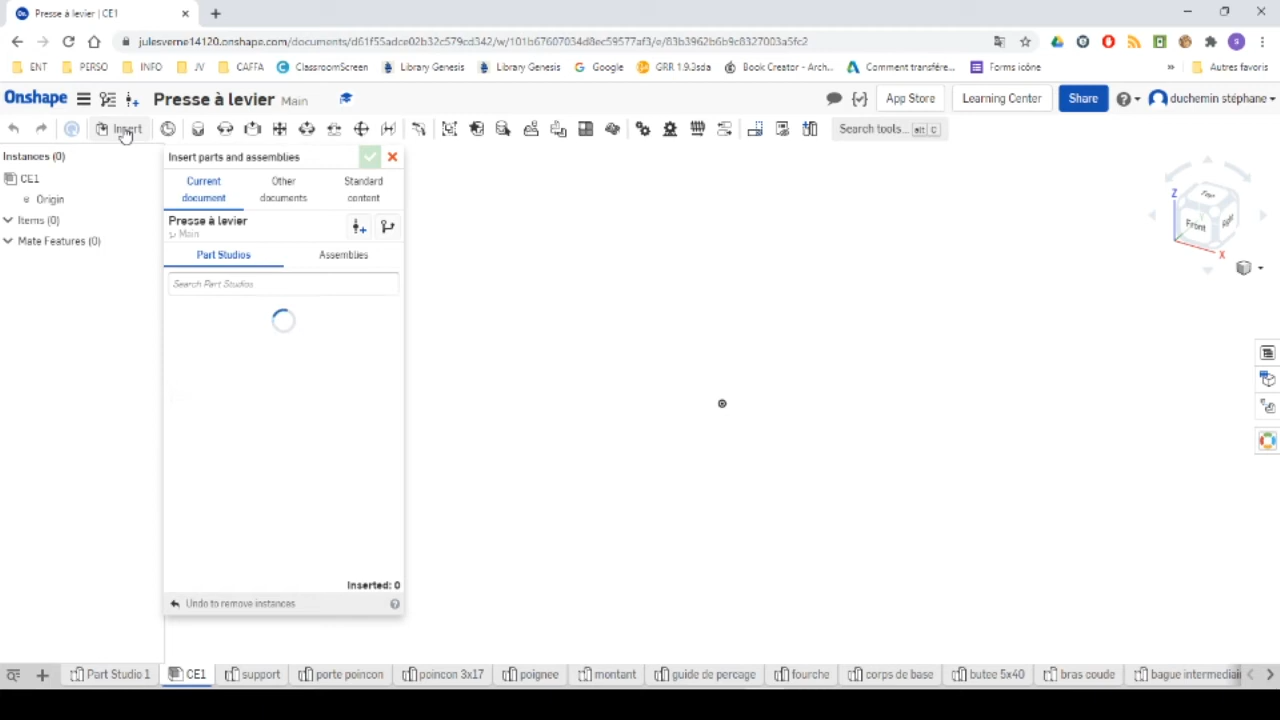 Presse à levier | CE1
julesverne14120.onshape.com/documents/d61f55adce02b32c579cd342/w/101b67607034d8ec59577af3/e/83b3962b6b9c8327003a5fc2
ENT PERSO INFO JV CAFFA ClassroomScreen Library Genesis Library Genesis Google GRR 1.9.3sda Book Creator - Arch... Comment transfére... Forms icône » Autres favoris
Onshape Presse à levier Main App Store Learning Center Share duchemin stéphane
Insert Search tools... alt C
Instances (0)
CE1
Origin
Items (0)
Mate Features (0)
Insert parts and assemblies
Current document
Other documents
Standard content
Presse à levier
Main
Part Studios Assemblies
Search Part Studios
Inserted: 0
Undo to remove instances
Top
Front
Right
Z
X
Part Studio 1 CE1 support porte poincon poincon 3x17 poignee montant guide de percage fourche corps de base butee 5x40 bras coude bague intermediair